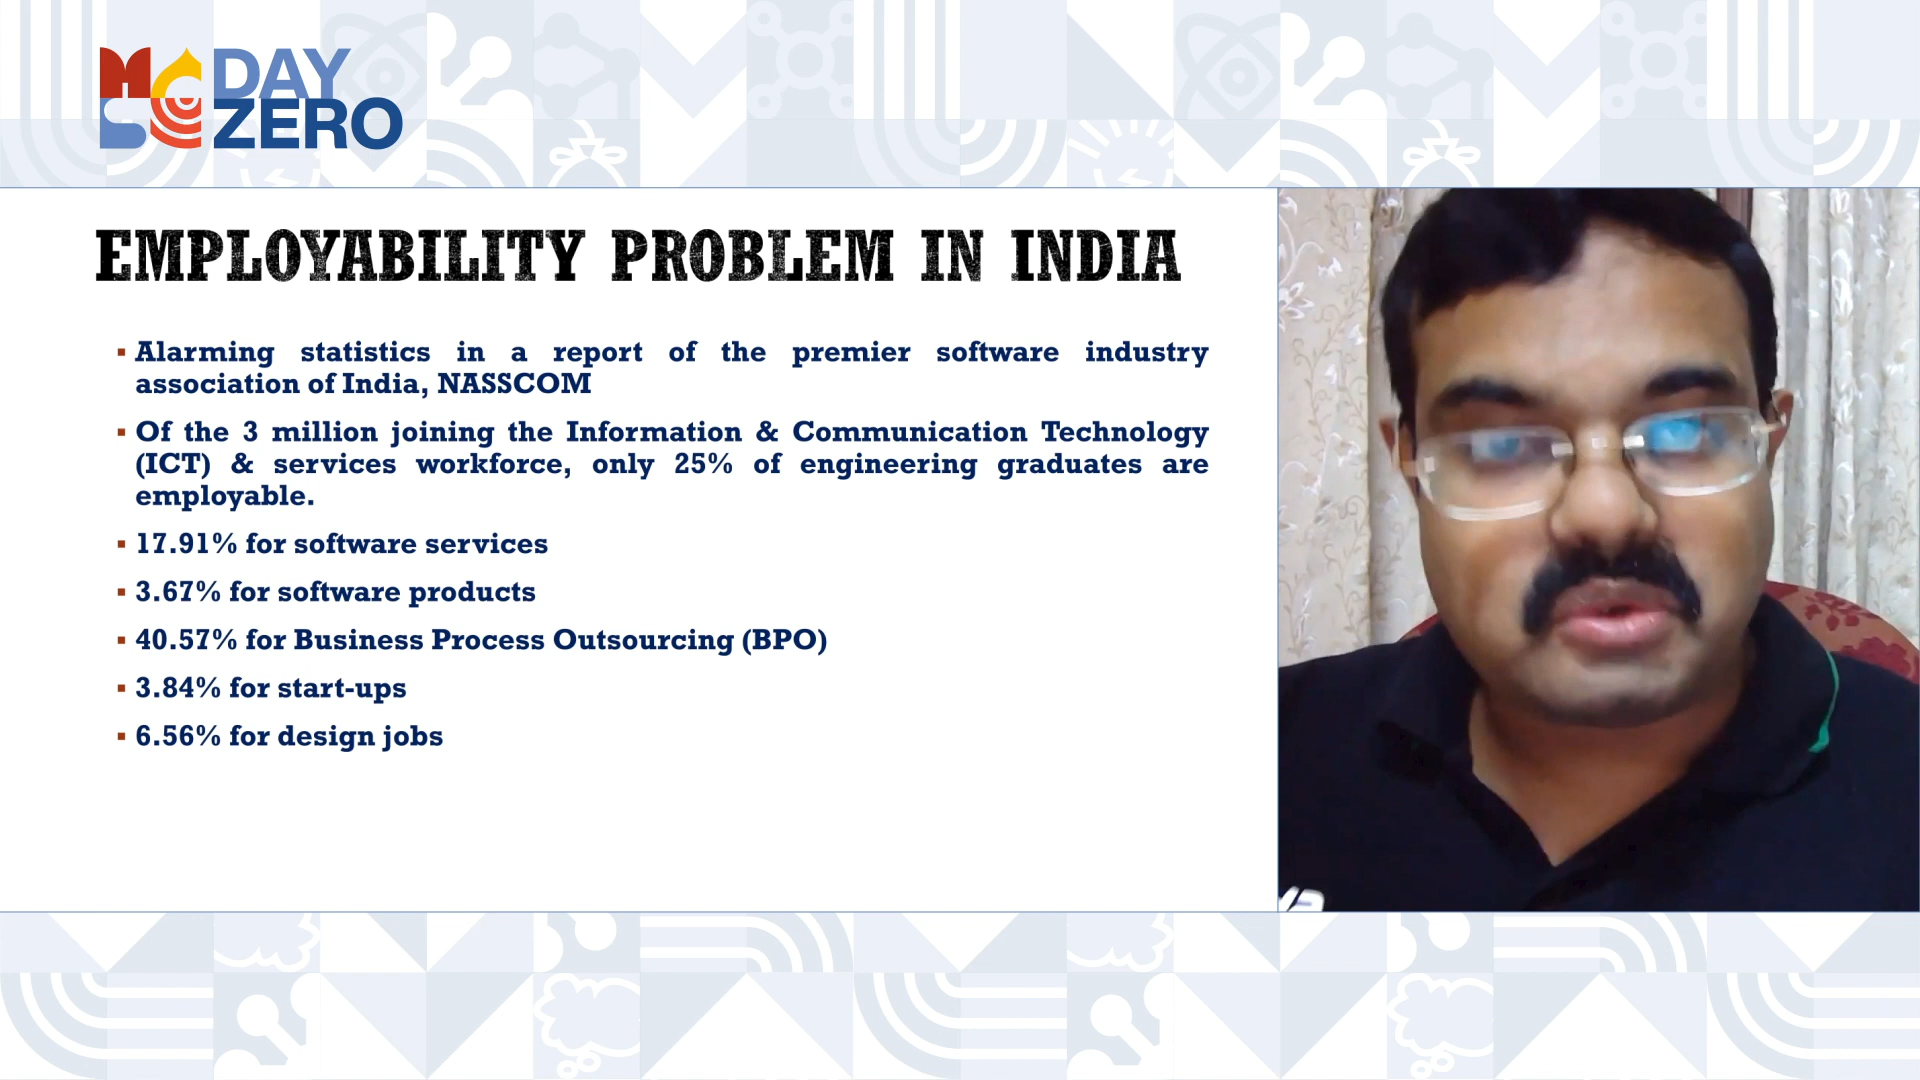 DAY
ZERO
EMPLOYABILITY PROBLEM IN INDIA
▪ Alarming statistics in a report of the premier software industry
association of India, NASSCOM
▪ Of the 3 million joining the Information & Communication Technology
(ICT) & services workforce, only 25% of engineering graduates are
employable.
▪ 17.91% for software services
▪ 3.67% for software products
▪ 40.57% for Business Process Outsourcing (BPO)
▪ 3.84% for start-ups
▪ 6.56% for design jobs